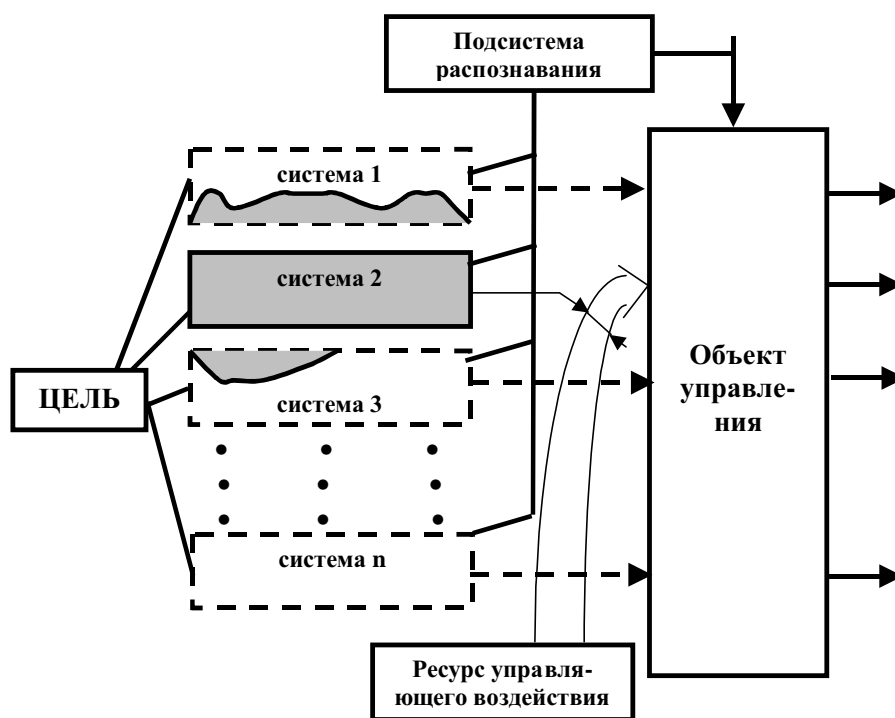 Подсистема
распознавания
система 1
система 2
ЦЕЛЬ
система 3
система n
Объект
управле-
ния
Ресурс управля-
ющего воздействия